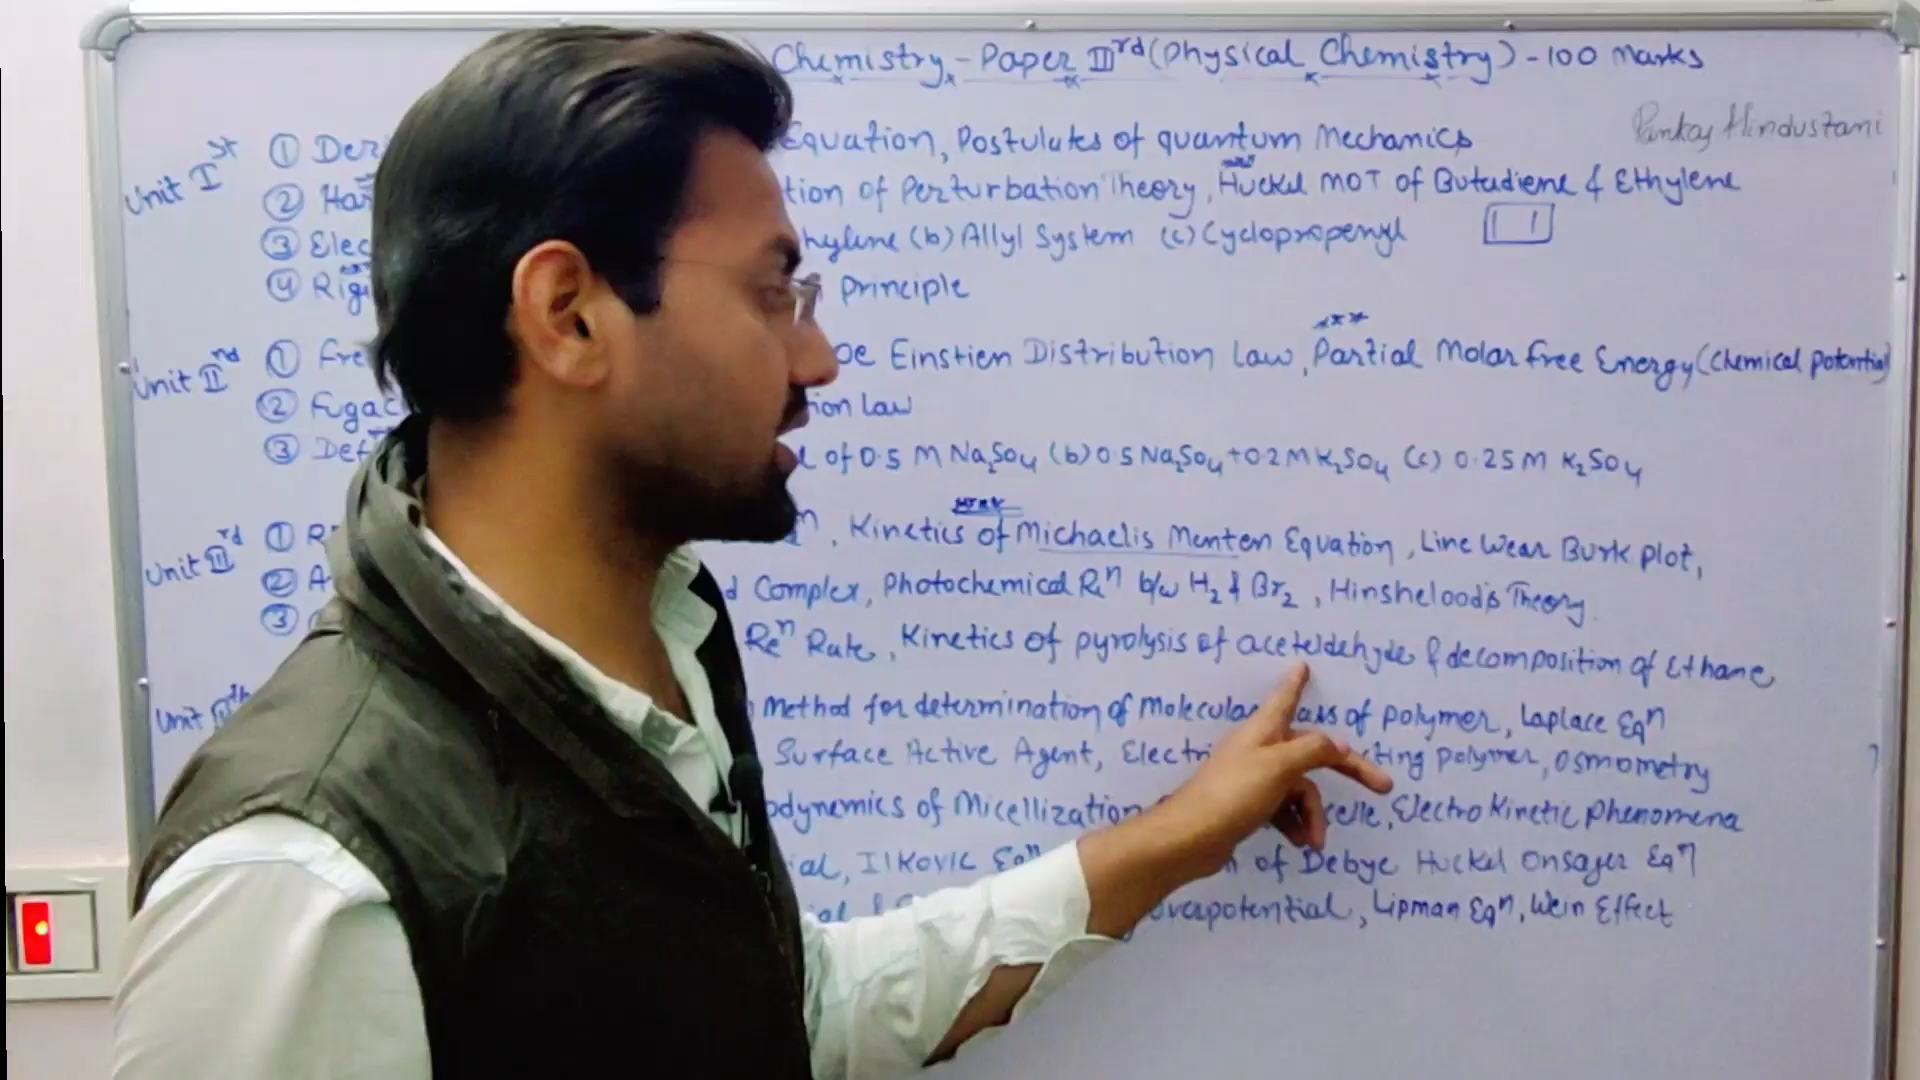 Chemistry - Paper IIIrd (Physical Chemistry) - 100 Marks
Pankaj Hindustani
Unit Ist ① Der Equation, Postulates of quantum Mechanics
② Ha tion of Perturbation Theory, Huckel MOT of Butadiene & Ethylene
③ Elec hylene (b) Allyl System (c) Cyclopropenyl
④ Rigi Principle
Unit IInd ① Fre ose Einstien Distribution Law, Partial Molar free Energy (Chemical Potential)
② Fugac tion Law
③ Def of 0.5 M Na2SO4 (b) 0.5 Na2SO4 + 0.2 M K2SO4 (c) 0.25 M K2SO4
Unit IIIrd ① R n, Kinetics of Michaelis Menten Equation, Line Wear Burk Plot,
② A d Complex, Photochemical Ren b/w H2 & Br2, Hinshelood's Theory.
③ Ren Rate, Kinetics of pyrolysis of aceteldehyde & decomposition of Ethane
Unit Method for determination of Molecular Mass of polymer, Laplace Eqn
Surface Active Agent, Electri cting polymer, Osmometry
odynemics of Micellization celle, Electro Kinetic Phenomena
ial, Ilkovic Eqn of Debye Huckel Onsager Eqn
ial & overpotential, Lipman Eqn, Wein Effect